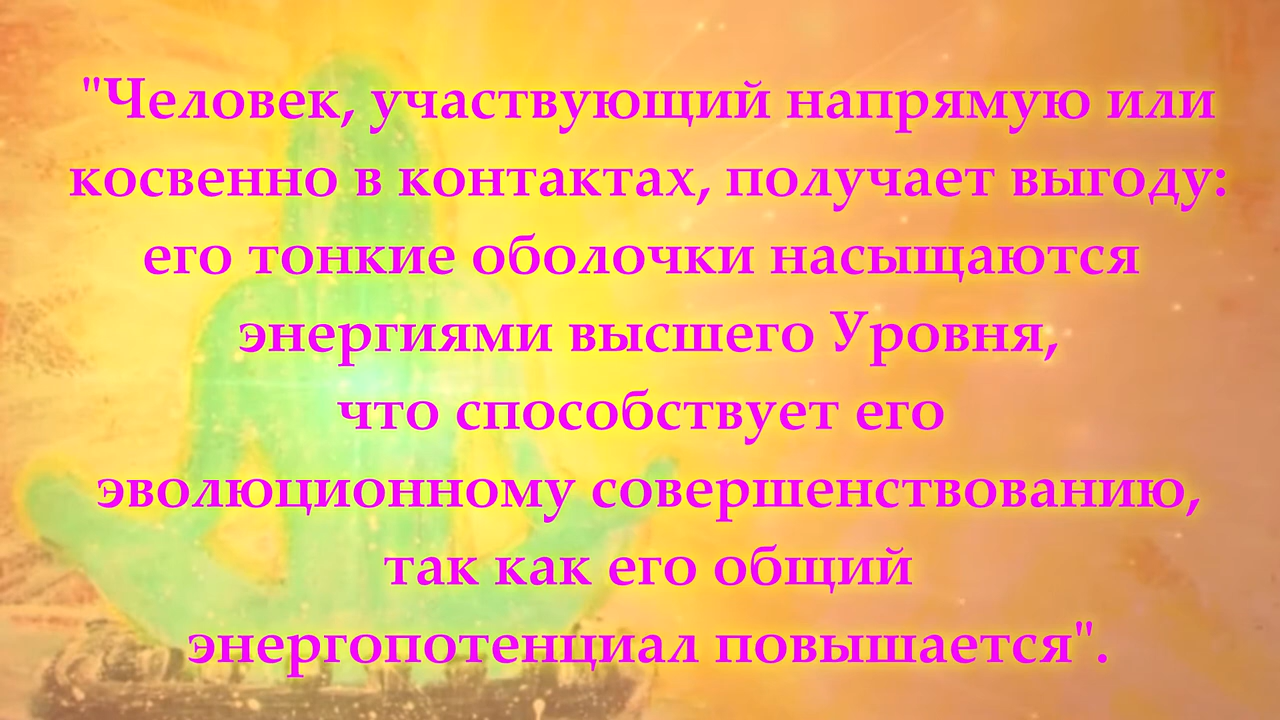 "Человек, участвующий напрямую или
косвенно в контактах, получает выгоду:
его тонкие оболочки насыщаются
энергиями высшего Уровня,
что способствует его
эволюционному совершенствованию,
так как его общий
энергопотенциал повышается".